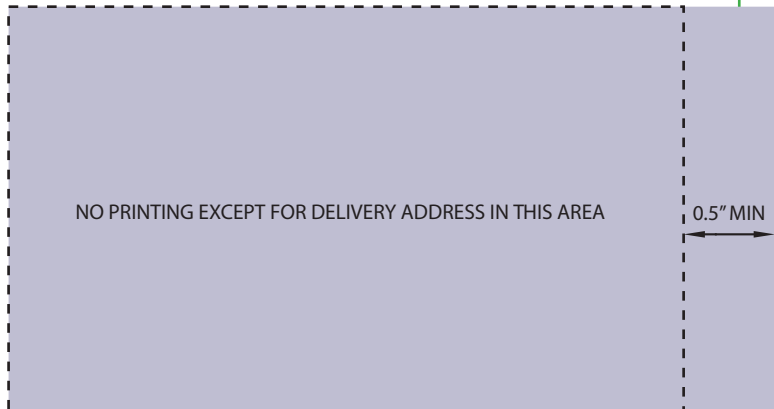 NO PRINTING EXCEPT FOR DELIVERY ADDRESS IN THIS AREA
0.5” MIN